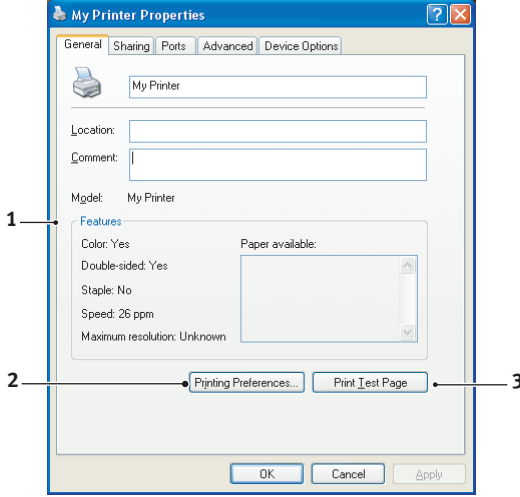 My Printer Properties
General Sharing Ports Advanced Device Options
My Printer
Location:
Comment:
Model: My Printer
1
Features
Color: Yes Paper available:
Double-sided: Yes
Staple: No
Speed: 26 ppm
Maximum resolution: Unknown
2 Printing Preferences... Print Test Page 3
OK Cancel Apply